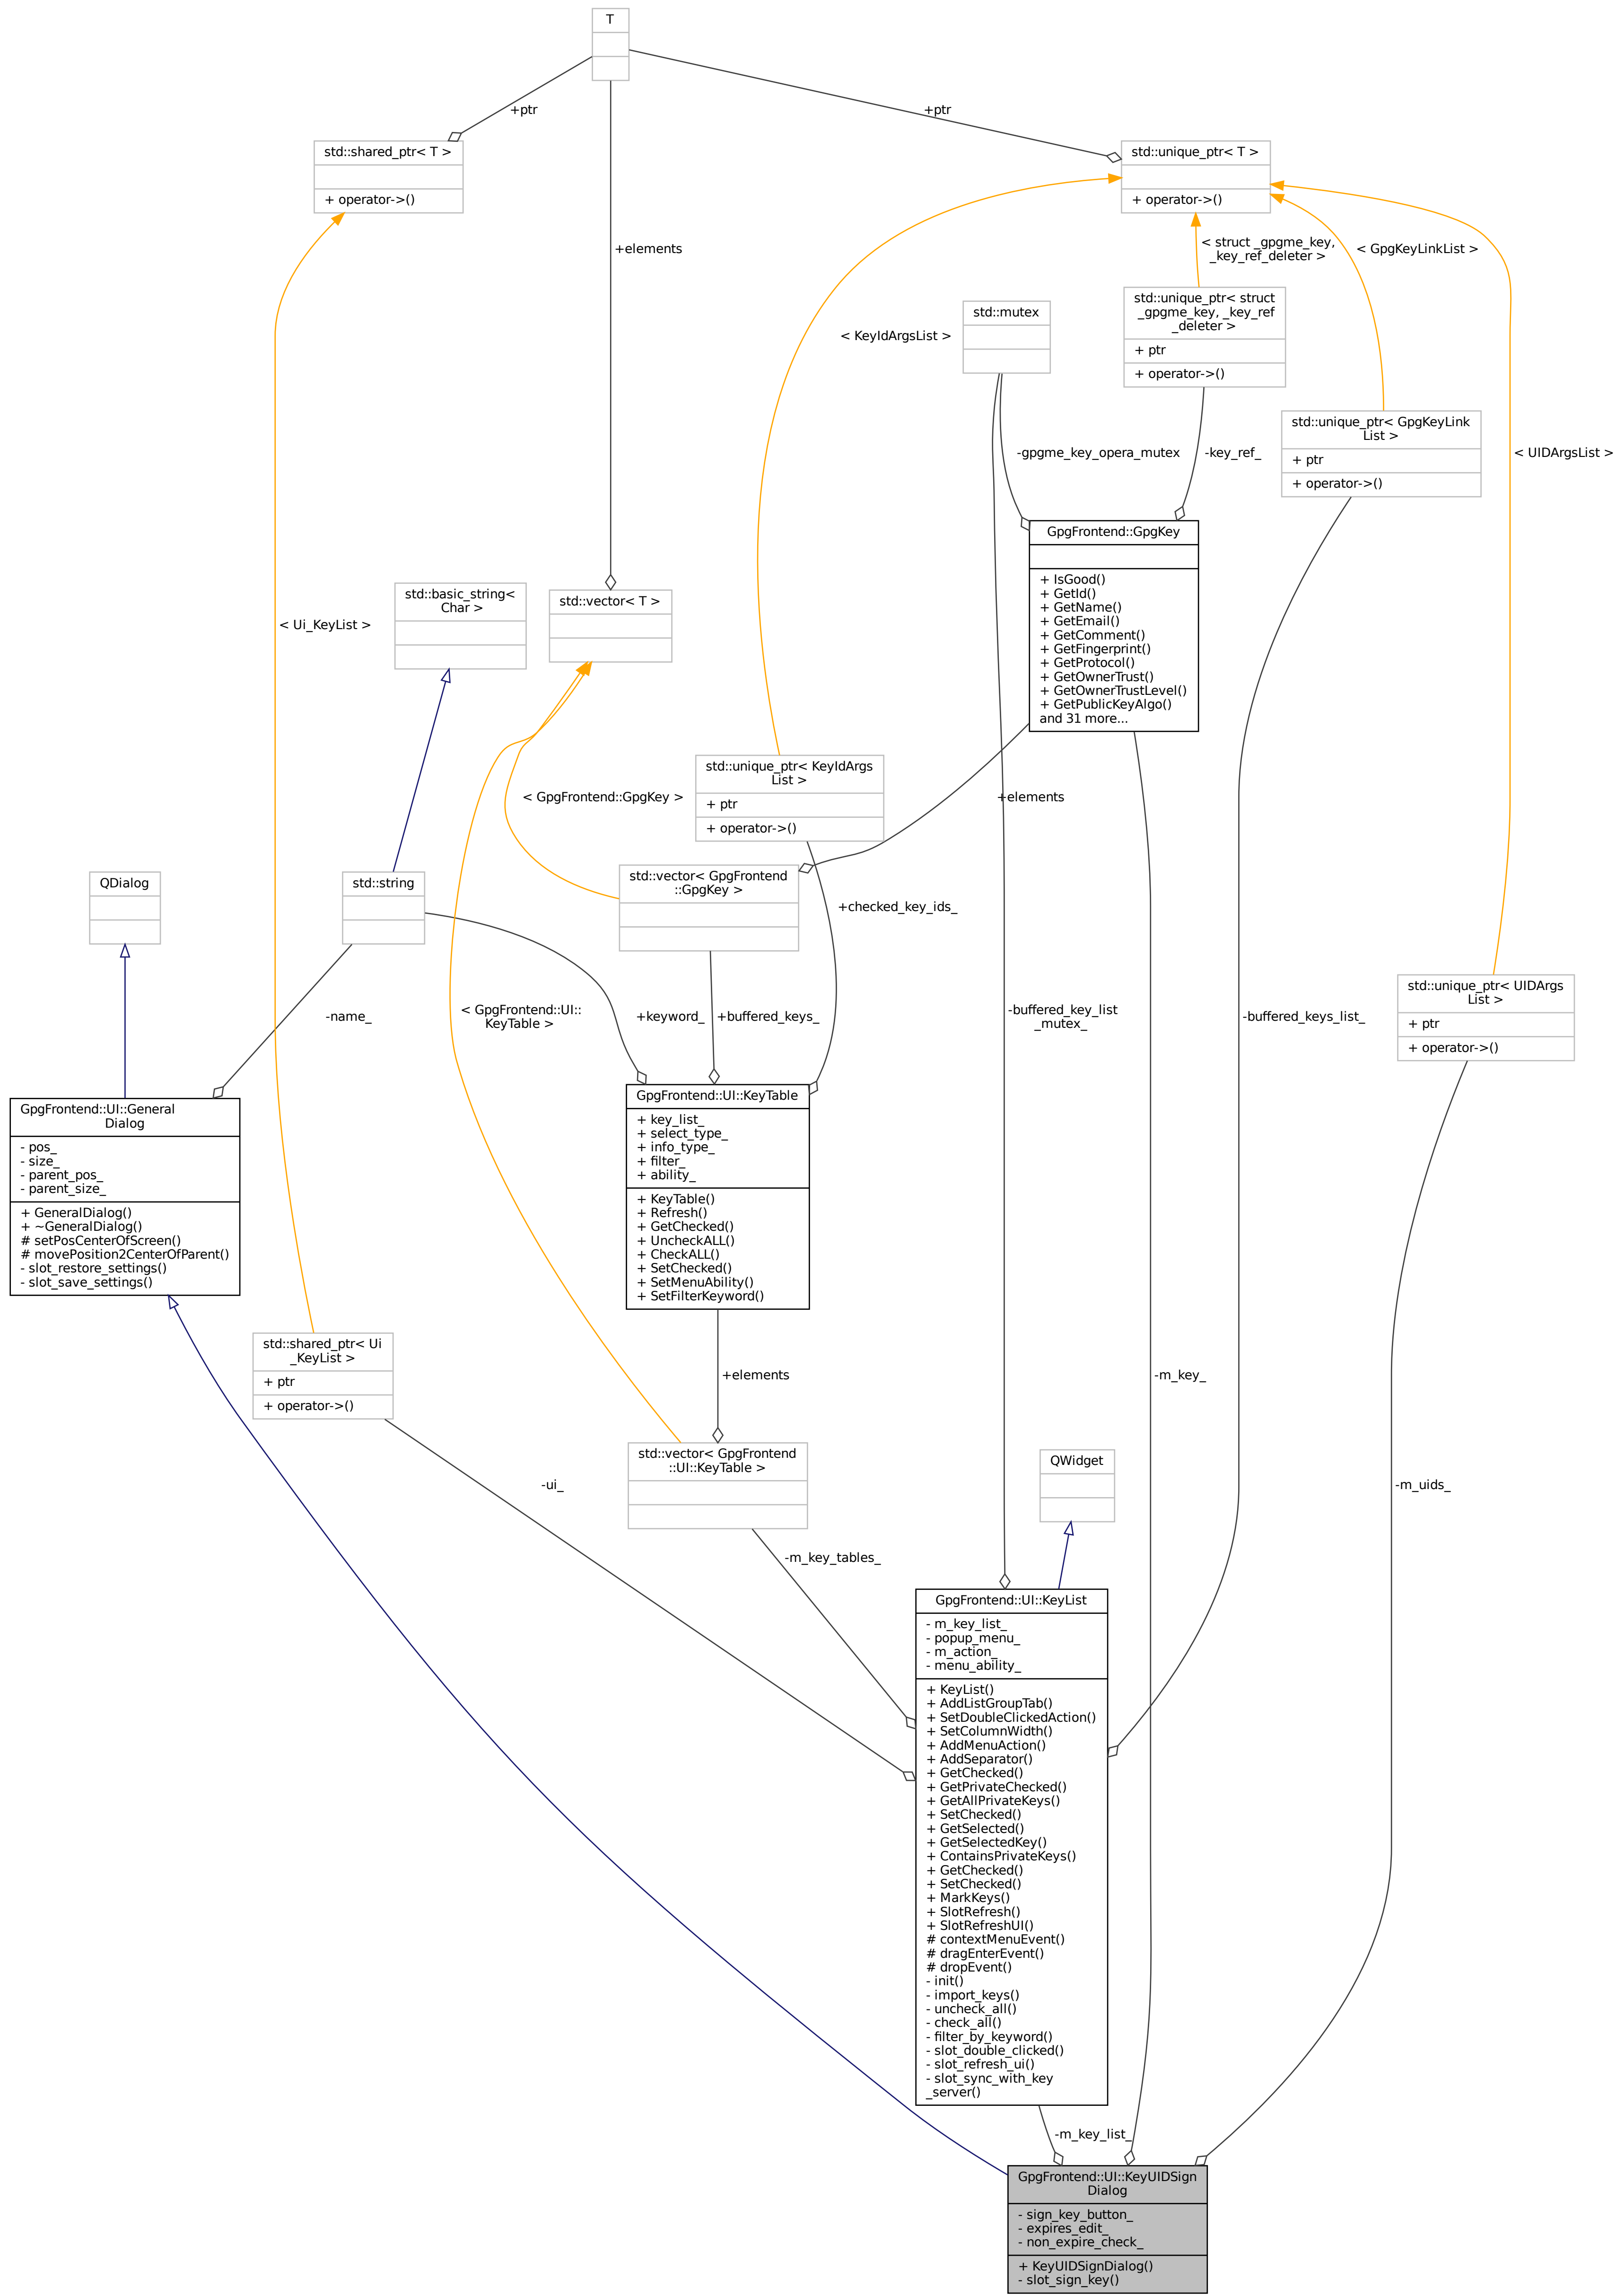 T
+ptr
+ptr
std::shared_ptr< T >
+ operator->()
std::unique_ptr< T >
+ operator->()
+elements
< struct _gpgme_key,
_key_ref_deleter >
< GpgKeyLinkList >
std::unique_ptr< struct
_gpgme_key, _key_ref
_deleter >
+ ptr
+ operator->()
std::mutex
< KeyIdArgsList >
std::unique_ptr< GpgKeyLink
List >
+ ptr
+ operator->()
-gpgme_key_opera_mutex
-key_ref_
< UIDArgsList >
GpgFrontend::GpgKey
+ IsGood()
+ GetId()
+ GetName()
+ GetEmail()
+ GetComment()
+ GetFingerprint()
+ GetProtocol()
+ GetOwnerTrust()
+ GetOwnerTrustLevel()
+ GetPublicKeyAlgo()
and 31 more...
std::basic_string<
Char >
std::vector< T >
< Ui_KeyList >
std::unique_ptr< KeyIdArgs
List >
+ ptr
+ operator->()
< GpgFrontend::GpgKey >
+elements
QDialog
std::string
std::vector< GpgFrontend
::GpgKey >
+checked_key_ids_
-name_
< GpgFrontend::UI::
KeyTable >
+keyword_
+buffered_keys_
-buffered_key_list
_mutex_
-buffered_keys_list_
std::unique_ptr< UIDArgs
List >
+ ptr
+ operator->()
GpgFrontend::UI::General
Dialog
- pos_
- size_
- parent_pos_
- parent_size_
+ GeneralDialog()
+ ~GeneralDialog()
# setPosCenterOfScreen()
# movePosition2CenterOfParent()
- slot_restore_settings()
- slot_save_settings()
GpgFrontend::UI::KeyTable
+ key_list_
+ select_type_
+ info_type_
+ filter_
+ ability_
+ KeyTable()
+ Refresh()
+ GetChecked()
+ UncheckALL()
+ CheckALL()
+ SetChecked()
+ SetMenuAbility()
+ SetFilterKeyword()
std::shared_ptr< Ui
_KeyList >
+ ptr
+ operator->()
+elements
-m_key_
std::vector< GpgFrontend
::UI::KeyTable >
QWidget
-ui_
-m_uids_
-m_key_tables_
GpgFrontend::UI::KeyList
- m_key_list_
- popup_menu_
- m_action_
- menu_ability_
+ KeyList()
+ AddListGroupTab()
+ SetDoubleClickedAction()
+ SetColumnWidth()
+ AddMenuAction()
+ AddSeparator()
+ GetChecked()
+ GetPrivateChecked()
+ GetAllPrivateKeys()
+ SetChecked()
+ GetSelected()
+ GetSelectedKey()
+ ContainsPrivateKeys()
+ GetChecked()
+ SetChecked()
+ MarkKeys()
+ SlotRefresh()
+ SlotRefreshUI()
# contextMenuEvent()
# dragEnterEvent()
# dropEvent()
- init()
- import_keys()
- uncheck_all()
- check_all()
- filter_by_keyword()
- slot_double_clicked()
- slot_refresh_ui()
- slot_sync_with_key
_server()
-m_key_list_
GpgFrontend::UI::KeyUIDSign
Dialog
- sign_key_button_
- expires_edit_
- non_expire_check_
+ KeyUIDSignDialog()
- slot_sign_key()